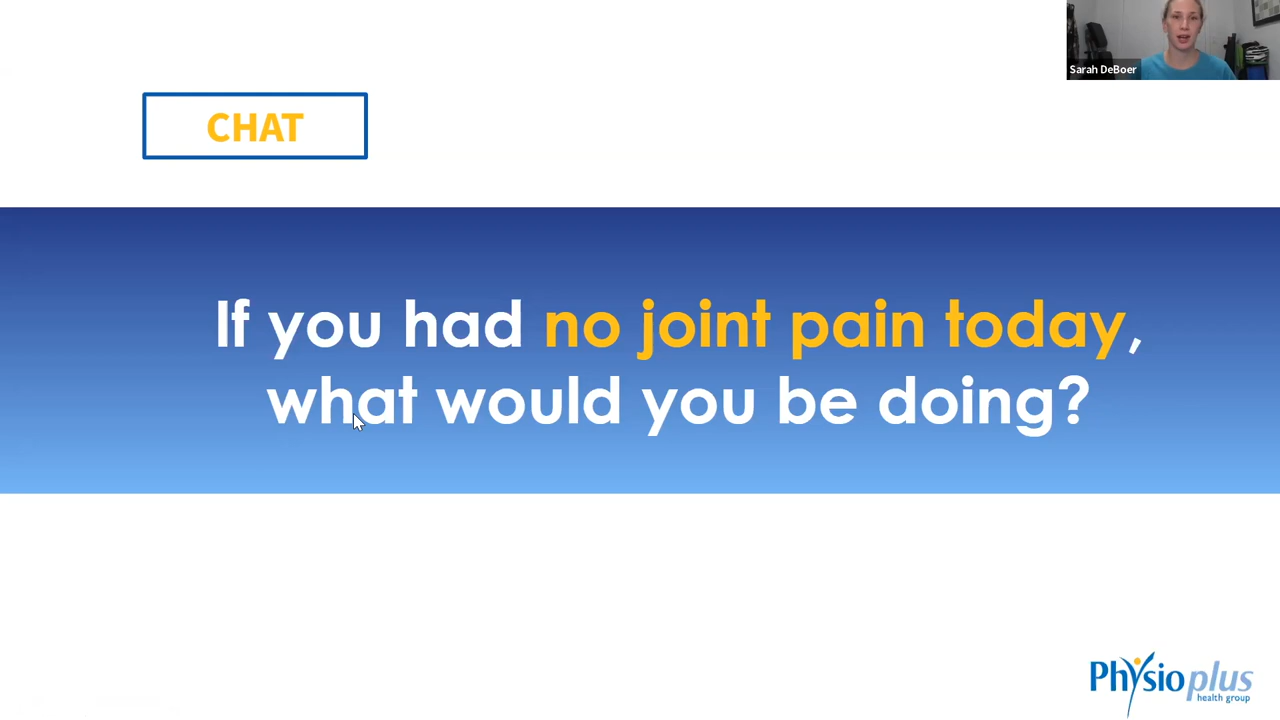 Sarah DeBoer
CHAT
If you had no joint pain today,
what would you be doing?
Physioplus
health group